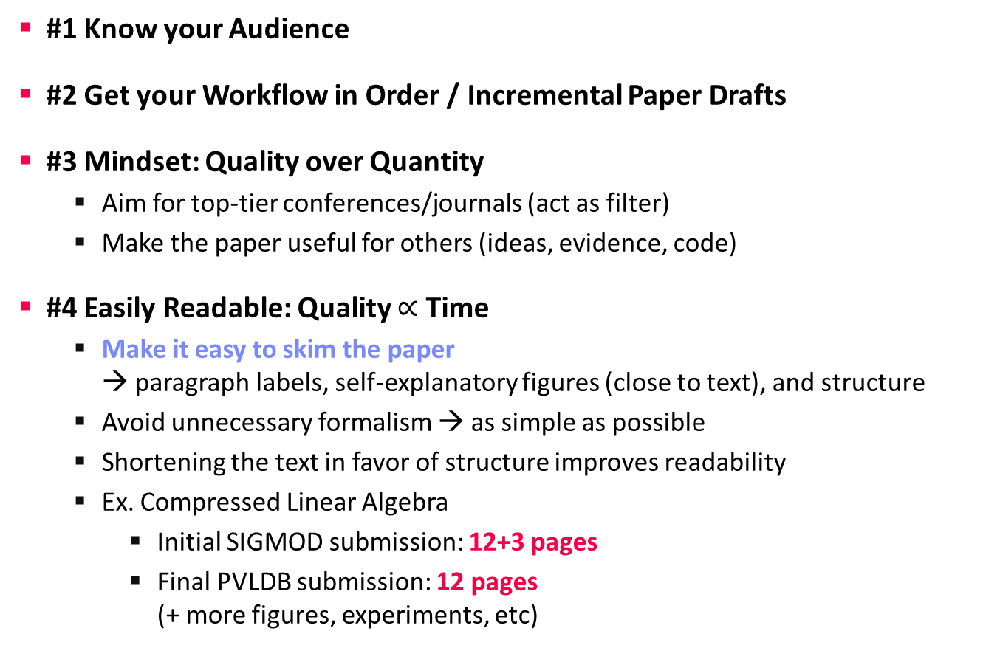 ▪ #1 Know your Audience
▪ #2 Get your Workflow in Order / Incremental Paper Drafts
▪ #3 Mindset: Quality over Quantity
▪ Aim for top-tier conferences/journals (act as filter)
▪ Make the paper useful for others (ideas, evidence, code)
▪ #4 Easily Readable: Quality ∝ Time
▪ Make it easy to skim the paper
→ paragraph labels, self-explanatory figures (close to text), and structure
▪ Avoid unnecessary formalism → as simple as possible
▪ Shortening the text in favor of structure improves readability
▪ Ex. Compressed Linear Algebra
▪ Initial SIGMOD submission: 12+3 pages
▪ Final PVLDB submission: 12 pages
(+ more figures, experiments, etc)